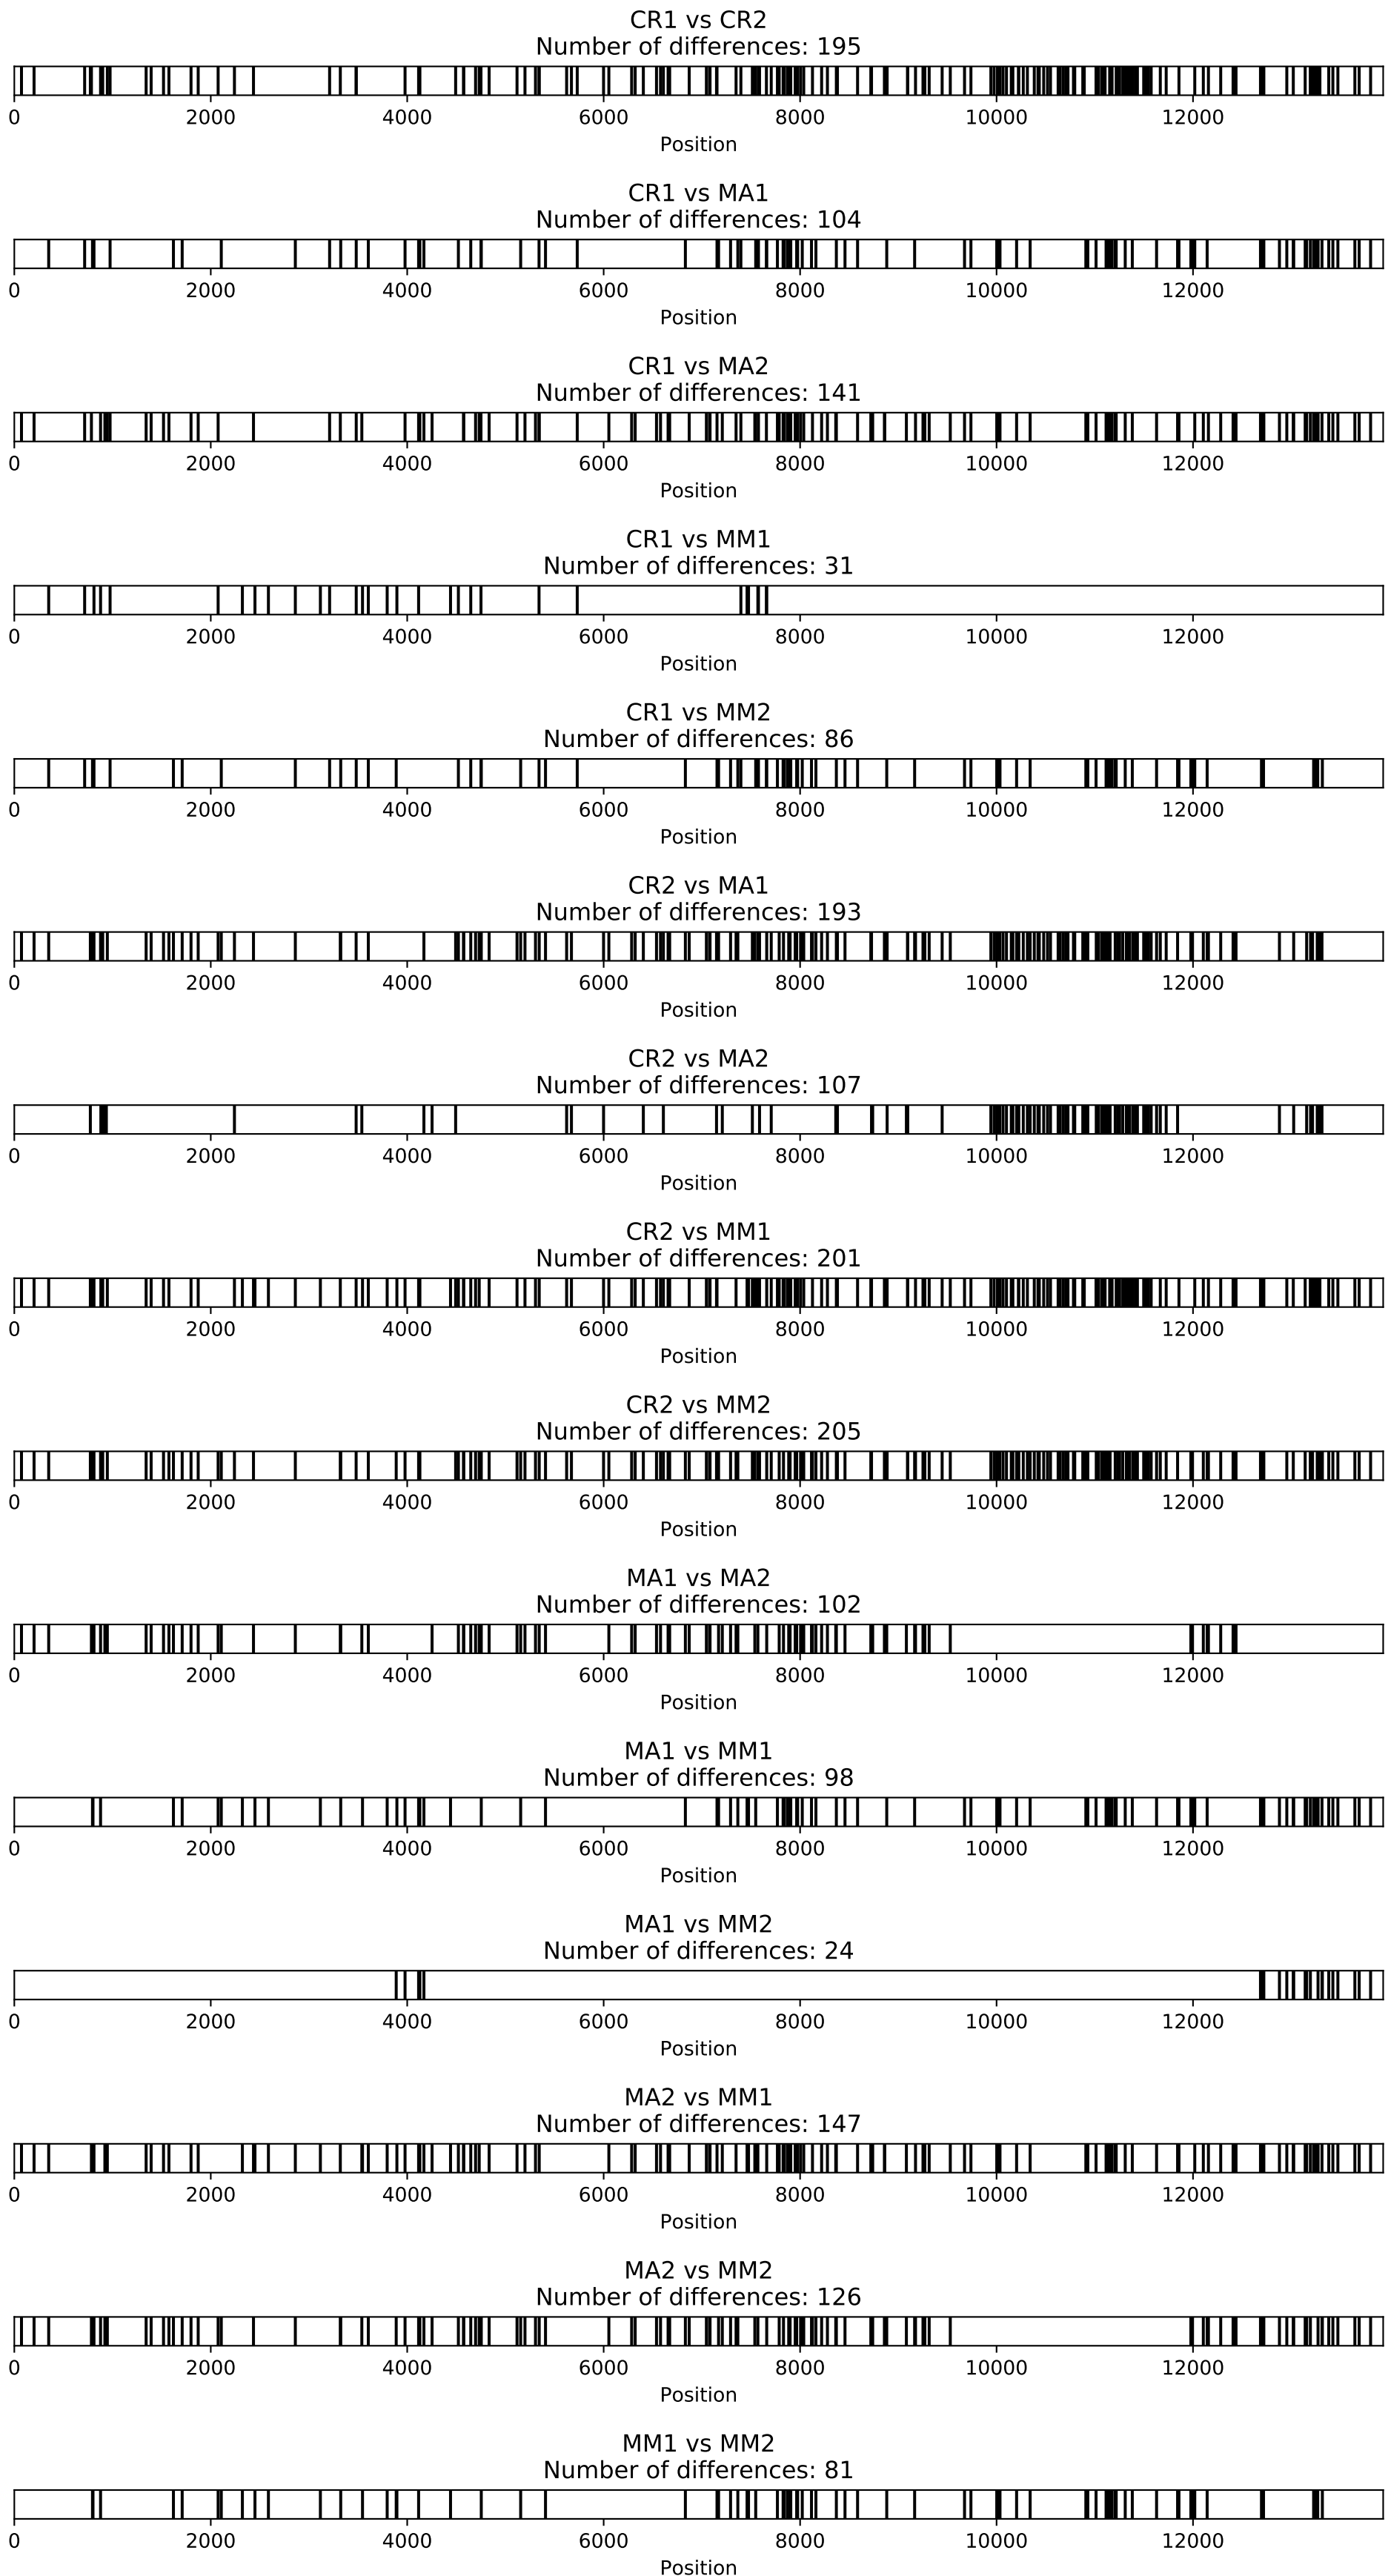 CR1 vs CR2
Number of differences: 195
0 2000 4000 6000 8000 10000 12000
Position
CR1 vs MA1
Number of differences: 104
0 2000 4000 6000 8000 10000 12000
Position
CR1 vs MA2
Number of differences: 141
0 2000 4000 6000 8000 10000 12000
Position
CR1 vs MM1
Number of differences: 31
0 2000 4000 6000 8000 10000 12000
Position
CR1 vs MM2
Number of differences: 86
0 2000 4000 6000 8000 10000 12000
Position
CR2 vs MA1
Number of differences: 193
0 2000 4000 6000 8000 10000 12000
Position
CR2 vs MA2
Number of differences: 107
0 2000 4000 6000 8000 10000 12000
Position
CR2 vs MM1
Number of differences: 201
0 2000 4000 6000 8000 10000 12000
Position
CR2 vs MM2
Number of differences: 205
0 2000 4000 6000 8000 10000 12000
Position
MA1 vs MA2
Number of differences: 102
0 2000 4000 6000 8000 10000 12000
Position
MA1 vs MM1
Number of differences: 98
0 2000 4000 6000 8000 10000 12000
Position
MA1 vs MM2
Number of differences: 24
0 2000 4000 6000 8000 10000 12000
Position
MA2 vs MM1
Number of differences: 147
0 2000 4000 6000 8000 10000 12000
Position
MA2 vs MM2
Number of differences: 126
0 2000 4000 6000 8000 10000 12000
Position
MM1 vs MM2
Number of differences: 81
0 2000 4000 6000 8000 10000 12000
Position